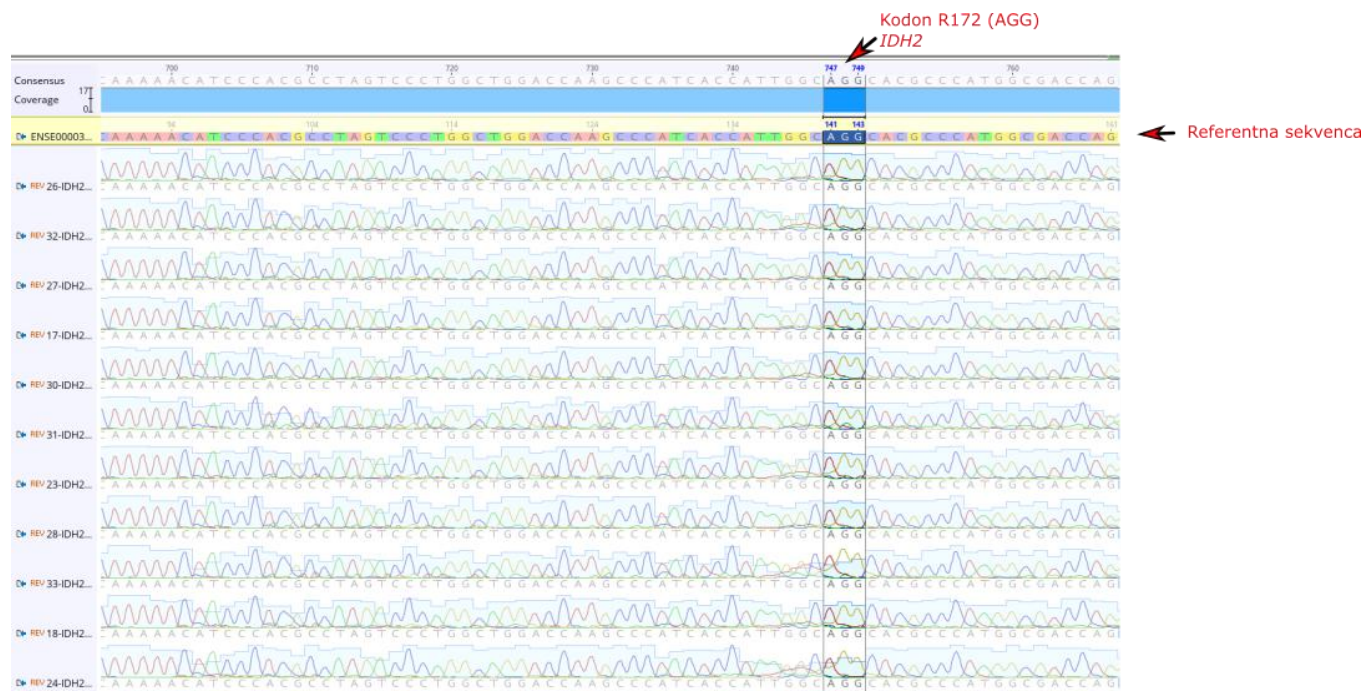 Kodon R172 (AGG)
IDH2
700 710 720 730 740 747 749 760
Consensus A A A A A C A T C C C A C G C C T A G T C C C T G G C T G G A C C A A G C C C A T C A C C A T T G G C A G G C A C G C C C A T G G C G A C C A G
Coverage 17 0
94 104 114 124 134 141 143 161
ENSE00003... A A A A A C A T C C C A C G C C T A G T C C C T G G C T G G A C C A A G C C C A T C A C C A T T G G C A G G C A C G C C C A T G G C G A C C A G Referentna sekvenca
REV 26-IDH2... A A A A A C A T C C C A C G C C T A G T C C C T G G C T G G A C C A A G C C C A T C A C C A T T G G C A G G C A C G C C C A T G G C G A C C A G
REV 32-IDH2... A A A A A C A T C C C A C G C C T A G T C C C T G G C T G G A C C A A G C C C A T C A C C A T T G G C A G G C A C G C C C A T G G C G A C C A G
REV 27-IDH2... A A A A A C A T C C C A C G C C T A G T C C C T G G C T G G A C C A A G C C C A T C A C C A T T G G C A G G C A C G C C C A T G G C G A C C A G
REV 17-IDH2... A A A A A C A T C C C A C G C C T A G T C C C T G G C T G G A C C A A G C C C A T C A C C A T T G G C A G G C A C G C C C A T G G C G A C C A G
REV 30-IDH2... A A A A A C A T C C C A C G C C T A G T C C C T G G C T G G A C C A A G C C C A T C A C C A T T G G C A G G C A C G C C C A T G G C G A C C A G
REV 31-IDH2... A A A A A C A T C C C A C G C C T A G T C C C T G G C T G G A C C A A G C C C A T C A C C A T T G G C A G G C A C G C C C A T G G C G A C C A G
REV 23-IDH2... A A A A A C A T C C C A C G C C T A G T C C C T G G C T G G A C C A A G C C C A T C A C C A T T G G C A G G C A C G C C C A T G G C G A C C A G
REV 28-IDH2... A A A A A C A T C C C A C G C C T A G T C C C T G G C T G G A C C A A G C C C A T C A C C A T T G G C A G G C A C G C C C A T G G C G A C C A G
REV 33-IDH2... A A A A A C A T C C C A C G C C T A G T C C C T G G C T G G A C C A A G C C C A T C A C C A T T G G C A G G C A C G C C C A T G G C G A C C A G
REV 18-IDH2... A A A A A C A T C C C A C G C C T A G T C C C T G G C T G G A C C A A G C C C A T C A C C A T T G G C A G G C A C G C C C A T G G C G A C C A G
REV 24-IDH2... A A A A A C A T C C C A C G C C T A G T C C C T G G C T G G A C C A A G C C C A T C A C C A T T G G C A G G C A C G C C C A T G G C G A C C A G